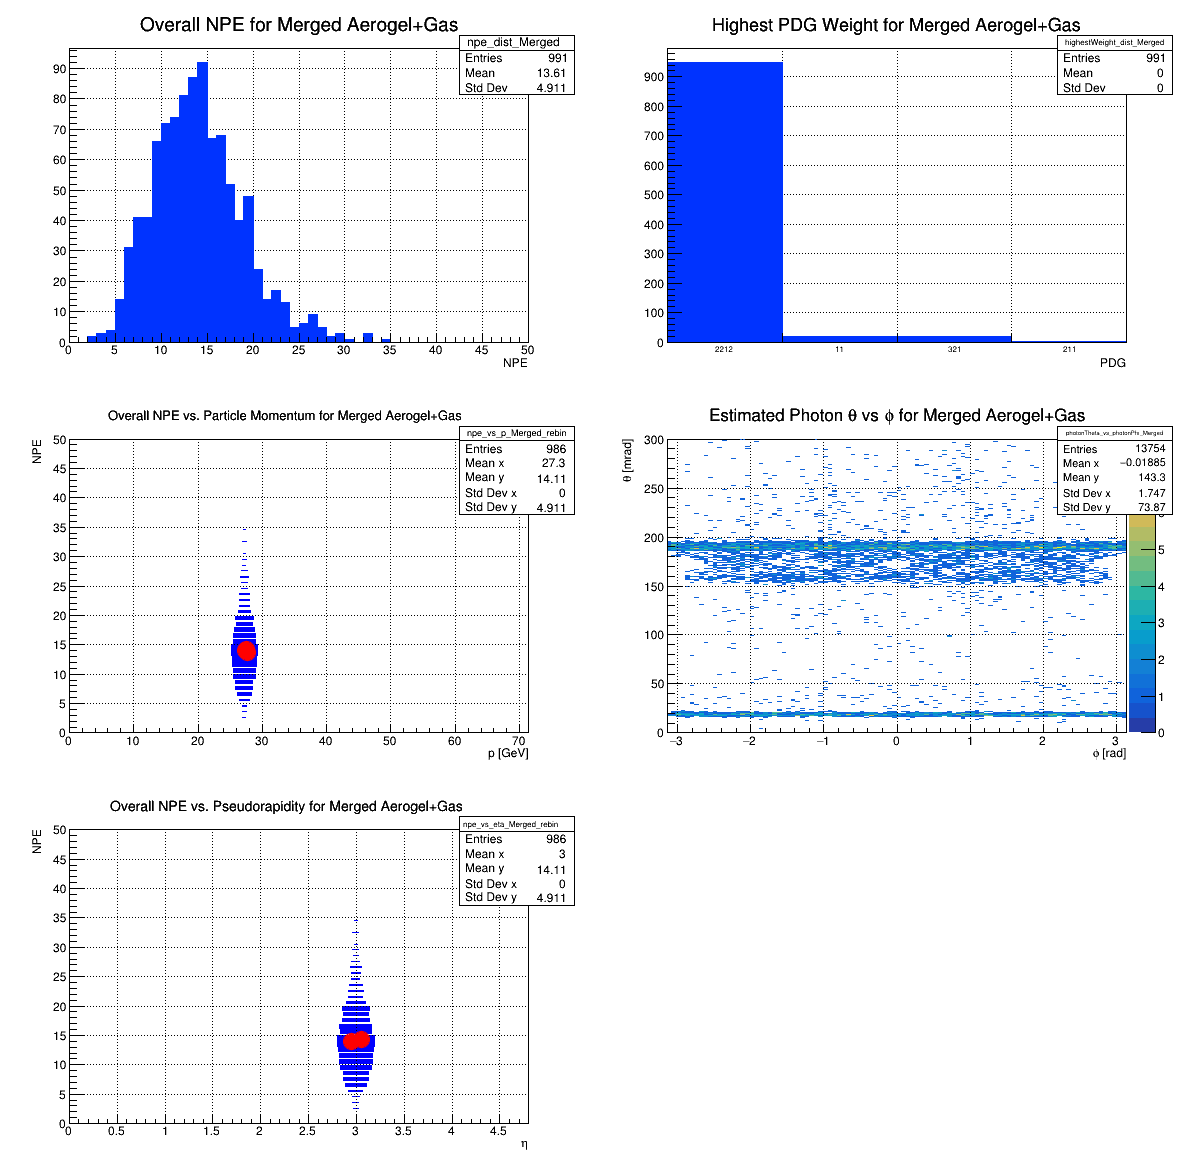 Overall NPE for Merged Aerogel+Gas
npe_dist_Merged
Entries 991
Mean 13.61
Std Dev 4.911
90
80
70
60
50
40
30
20
10
0
0 5 10 15 20 25 30 35 40 45 50
NPE
Highest PDG Weight for Merged Aerogel+Gas
highestWeight_dist_Merged
Entries 991
Mean 0
Std Dev 0
900
800
700
600
500
400
300
200
100
0
2212 11 321 211
PDG
Overall NPE vs. Particle Momentum for Merged Aerogel+Gas
npe_vs_p_Merged_rebin
Entries 986
Mean x 27.3
Mean y 14.11
Std Dev x 0
Std Dev y 4.911
NPE
50
45
40
35
30
25
20
15
10
5
0
0 10 20 30 40 50 60 70
p [GeV]
Estimated Photon θ vs ϕ for Merged Aerogel+Gas
photonTheta_vs_photonPhi_Merged
Entries 13754
Mean x −0.01885
Mean y 143.3
Std Dev x 1.747
Std Dev y 73.87
θ [mrad]
300
250
200
150
100
50
0
−3 −2 −1 0 1 2 3
ϕ [rad]
5
4
3
2
1
0
Overall NPE vs. Pseudorapidity for Merged Aerogel+Gas
npe_vs_eta_Merged_rebin
Entries 986
Mean x 3
Mean y 14.11
Std Dev x 0
Std Dev y 4.911
NPE
50
45
40
35
30
25
20
15
10
5
0
0 0.5 1 1.5 2 2.5 3 3.5 4 4.5
η